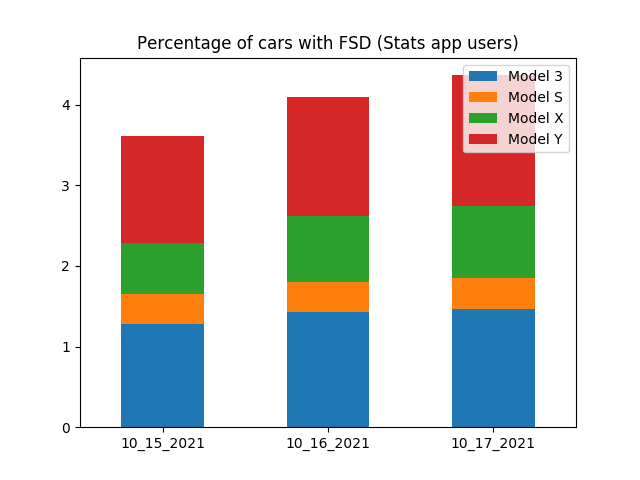 Percentage of cars with FSD (Stats app users)
Model 3
Model S
Model X
Model Y
4
3
2
1
0
10_15_2021
10_16_2021
10_17_2021